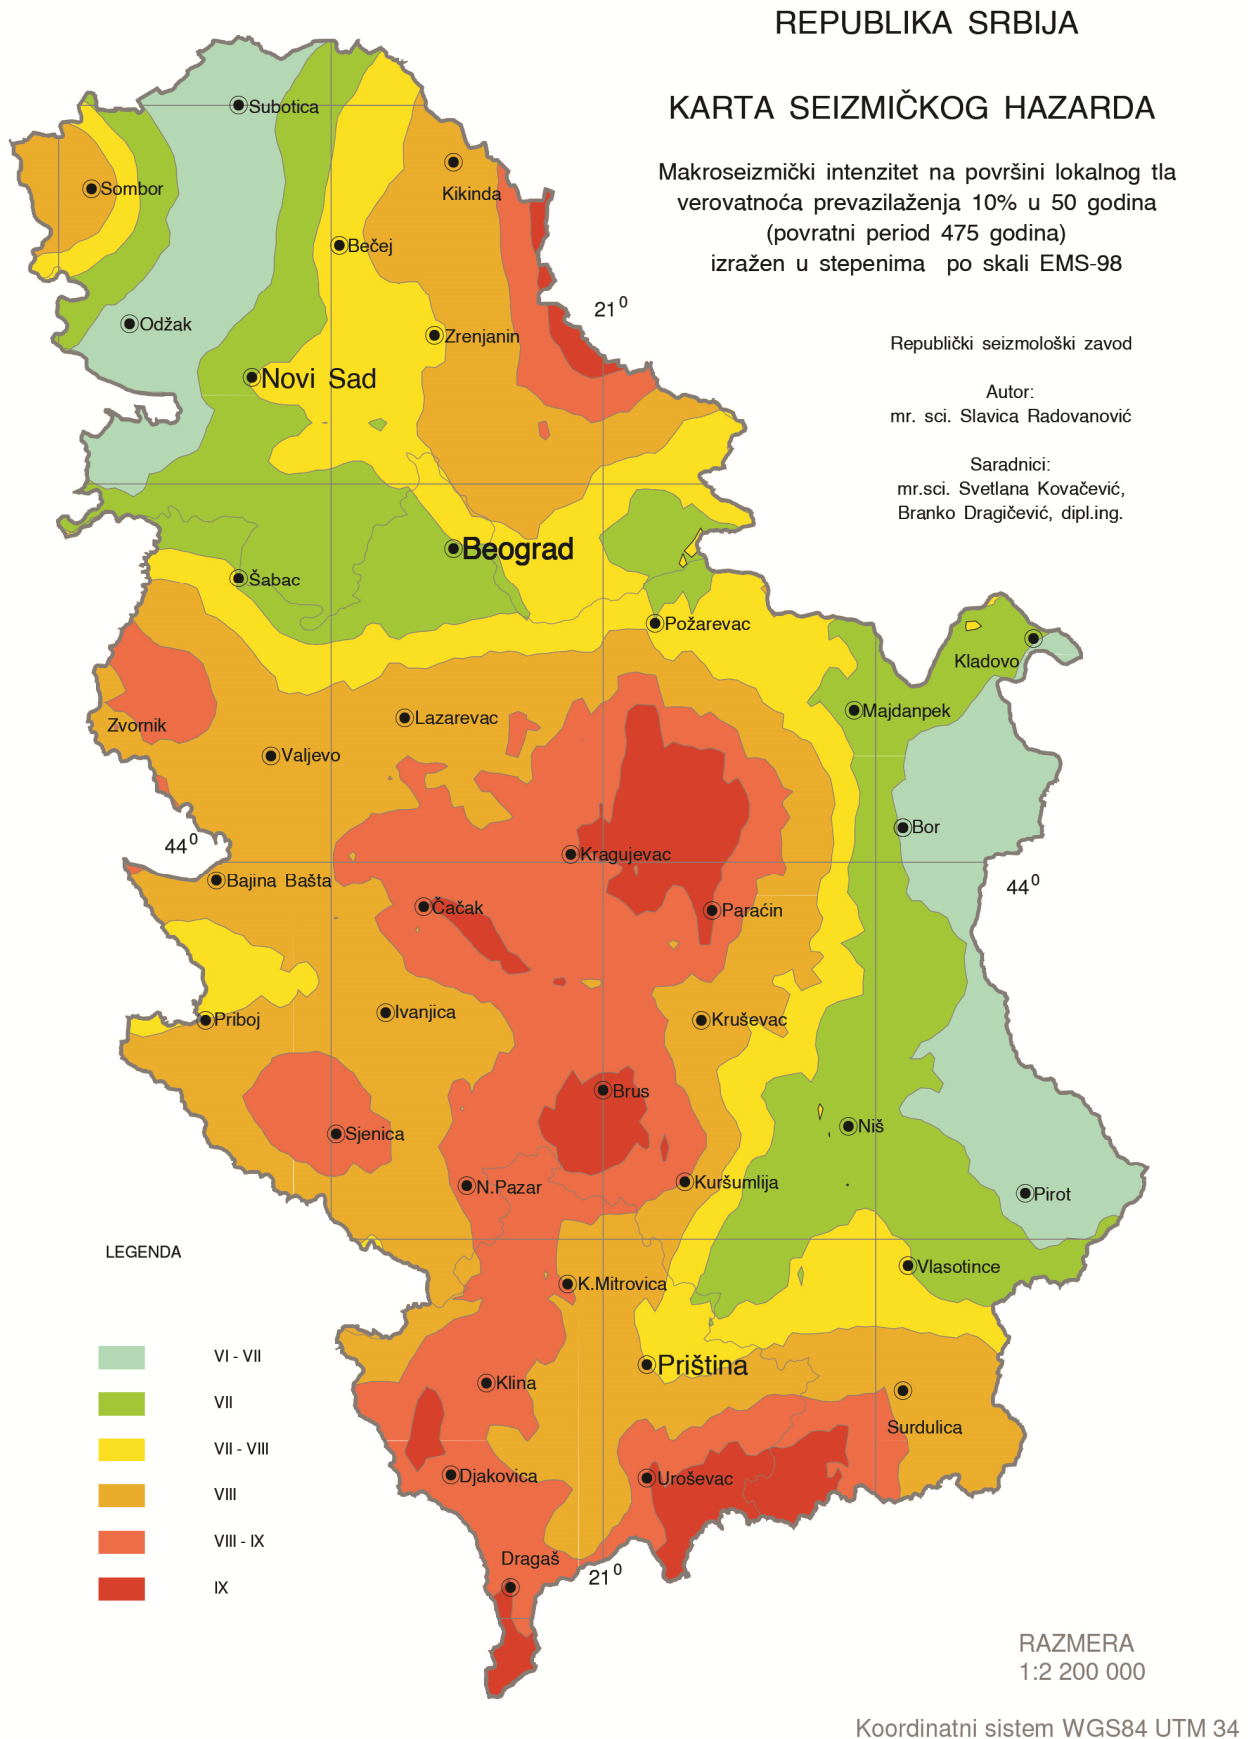 REPUBLIKA SRBIJA
KARTA SEIZMIČKOG HAZARDA
Makroseizmički intenzitet na površini lokalnog tla
verovatnoća prevazilaženja 10% u 50 godina
(povratni period 475 godina)
izražen u stepenima po skali EMS-98
Republički seizmološki zavod
Autor:
mr. sci. Slavica Radovanović
Saradnici:
mr.sci. Svetlana Kovačević,
Branko Dragičević, dipl.ing.
Subotica
Sombor
Kikinda
Bečej
21⁰
Odžak
Zrenjanin
Novi Sad
Beograd
Šabac
Požarevac
Kladovo
Majdanpek
Zvornik
Lazarevac
Valjevo
Bor
44⁰
Kragujevac
Bajina Bašta
44⁰
Čačak
Paraćin
Ivanjica
Priboj
Kruševac
Brus
Niš
Sjenica
N.Pazar
Kuršumlija
Pirot
LEGENDA
Vlasotince
K.Mitrovica
VI - VII
Priština
Klina
VII
Surdulica
VII - VIII
Djakovica
Uroševac
VIII
VIII - IX
Dragaš
21⁰
IX
RAZMERA
1:2 200 000
Koordinatni sistem WGS84 UTM 34